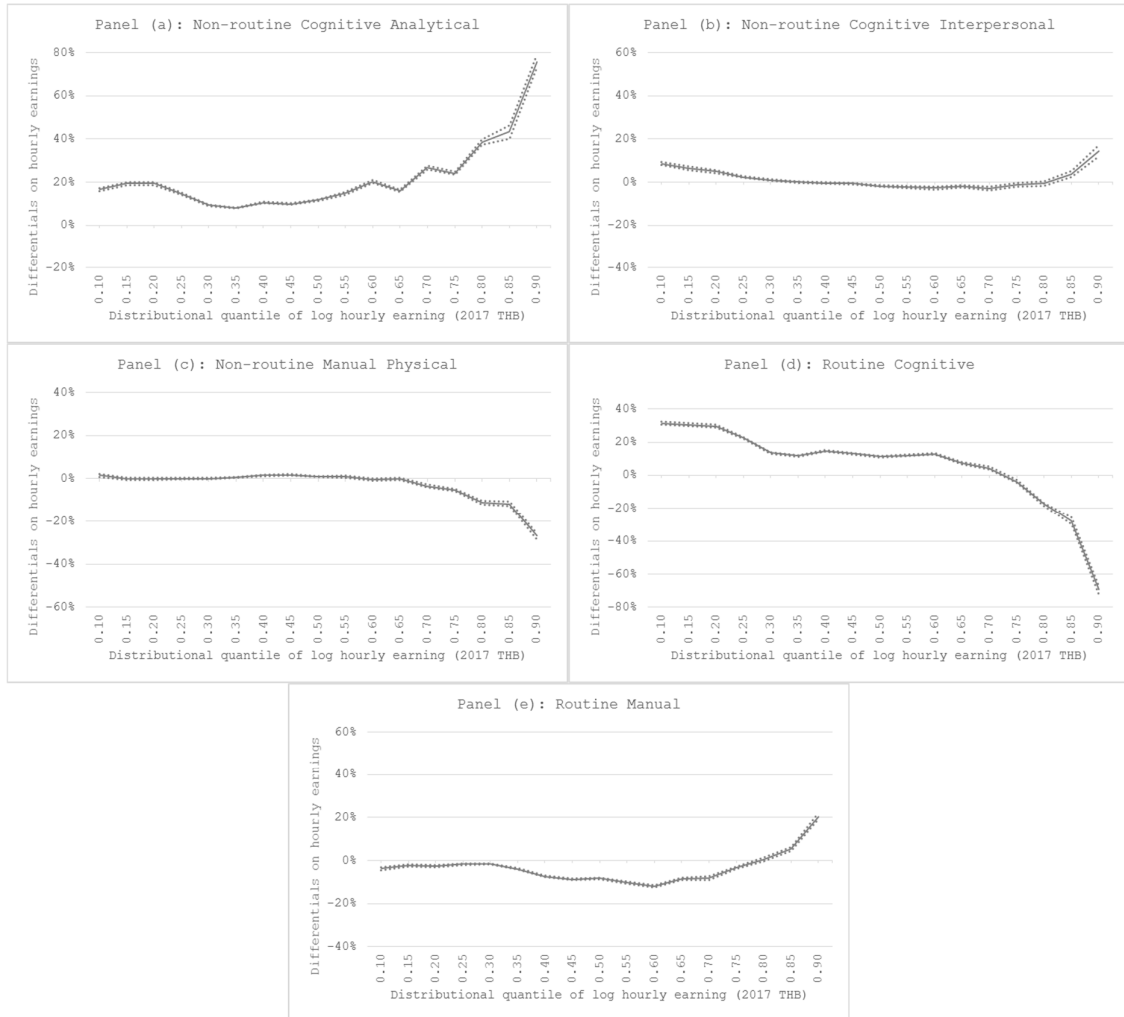 Panel (a): Non-routine Cognitive Analytical
Differentials on hourly earnings
80%
60%
40%
20%
0%
-20%
0.10 0.15 0.20 0.25 0.30 0.35 0.40 0.45 0.50 0.55 0.60 0.65 0.70 0.75 0.80 0.85 0.90
Distributional quantile of log hourly earning (2017 THB)
Panel (b): Non-routine Cognitive Interpersonal
Differentials on hourly earnings
60%
40%
20%
0%
-20%
-40%
0.10 0.15 0.20 0.25 0.30 0.35 0.40 0.45 0.50 0.55 0.60 0.65 0.70 0.75 0.80 0.85 0.90
Distributional quantile of log hourly earning (2017 THB)
Panel (c): Non-routine Manual Physical
Differentials on hourly earnings
40%
20%
0%
-20%
-40%
-60%
0.10 0.15 0.20 0.25 0.30 0.35 0.40 0.45 0.50 0.55 0.60 0.65 0.70 0.75 0.80 0.85 0.90
Distributional quantile of log hourly earning (2017 THB)
Panel (d): Routine Cognitive
Differentials on hourly earnings
40%
20%
0%
-20%
-40%
-60%
-80%
0.10 0.15 0.20 0.25 0.30 0.35 0.40 0.45 0.50 0.55 0.60 0.65 0.70 0.75 0.80 0.85 0.90
Distributional quantile of log hourly earning (2017 THB)
Panel (e): Routine Manual
Differentials on hourly earnings
60%
40%
20%
0%
-20%
-40%
0.10 0.15 0.20 0.25 0.30 0.35 0.40 0.45 0.50 0.55 0.60 0.65 0.70 0.75 0.80 0.85 0.90
Distributional quantile of log hourly earning (2017 THB)